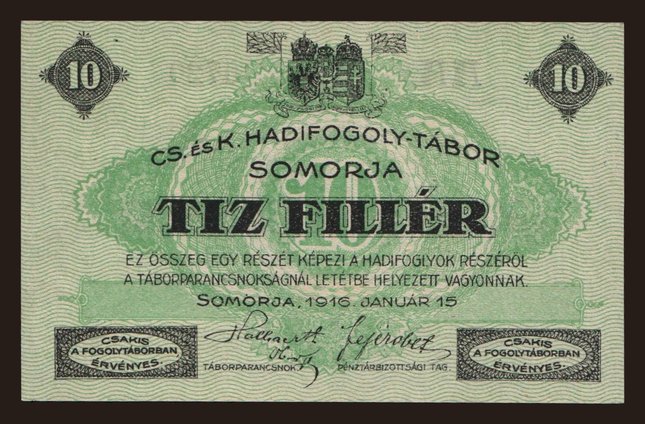 10 10
CS. ÉS K. HADIFOGOLY-TÁBOR
SOMORJA
10
TIZ FILLÉR
EZ ÖSSZEG EGY RÉSZÉT KÉPEZI A HADIFOGLYOK RÉSZÉRŐL
A TÁBORPARANCSNOKSÁGNÁL LETÉTBE HELYEZETT VAGYONNAK.
SOMORJA, 1916. JANUÁR 15
CSAKIS
A FOGOLYTÁBORBAN
ÉRVÉNYES.
TÁBORPARANCSNOK PÉNZTÁRBIZOTTSÁGI TAG.
CSAKIS
A FOGOLYTÁBORBAN
ÉRVÉNYES.